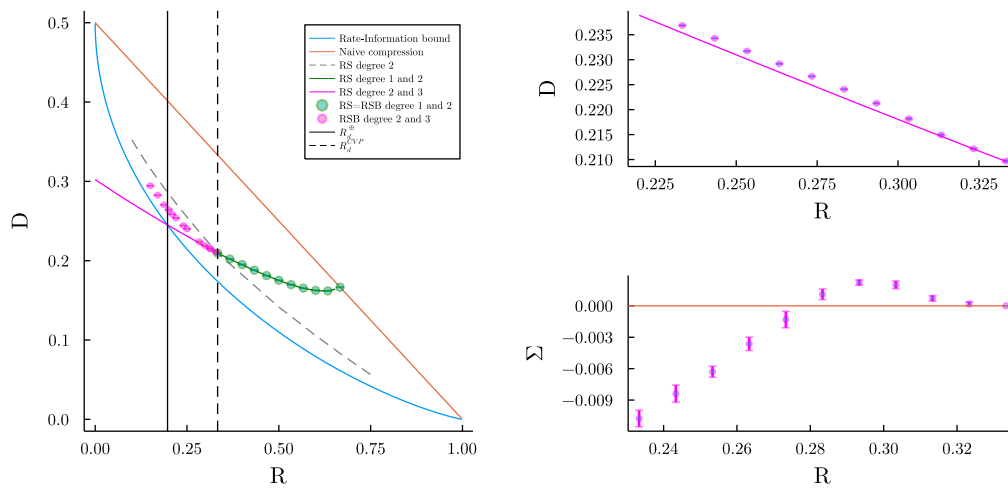 D
0.5
0.4
0.3
0.2
0.1
0.0
0.00
0.25
0.50
0.75
1.00
R
Rate-Information bound
Naive compression
RS degree 2
RS degree 1 and 2
RS degree 2 and 3
RS=RSB degree 1 and 2
RSB degree 2 and 3
R_d^⊕
R_d^CVP
D
0.235
0.230
0.225
0.220
0.215
0.210
0.225
0.250
0.275
0.300
0.325
R
Σ
0.000
−0.003
−0.006
−0.009
0.24
0.26
0.28
0.30
0.32
R